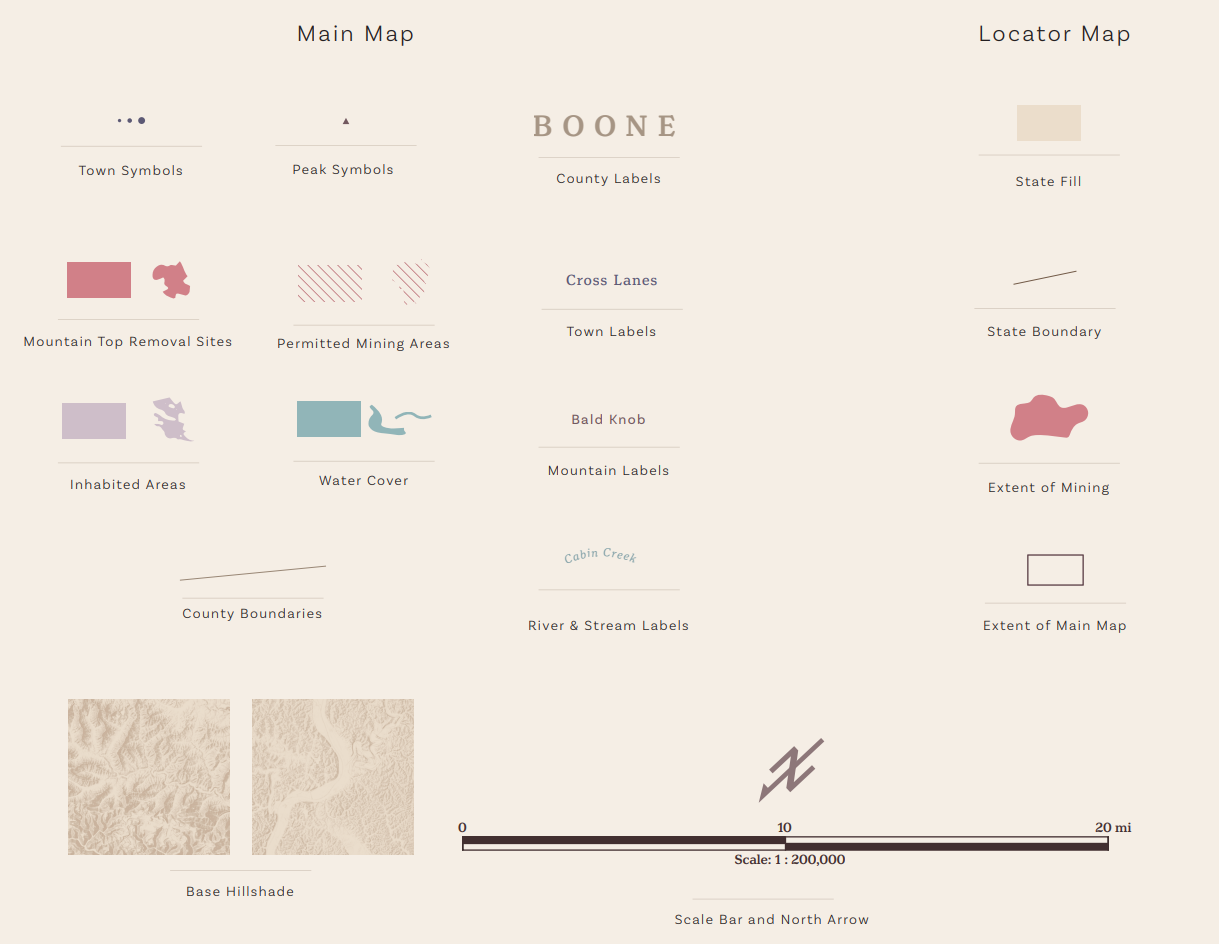 Main Map
Locator Map
BOONE
Town Symbols
Peak Symbols
County Labels
State Fill
Cross Lanes
Mountain Top Removal Sites
Permitted Mining Areas
Town Labels
State Boundary
Bald Knob
Inhabited Areas
Water Cover
Mountain Labels
Extent of Mining
Cabin Creek
County Boundaries
River & Stream Labels
Extent of Main Map
N
0
10
20 mi
Scale: 1 : 200,000
Base Hillshade
Scale Bar and North Arrow